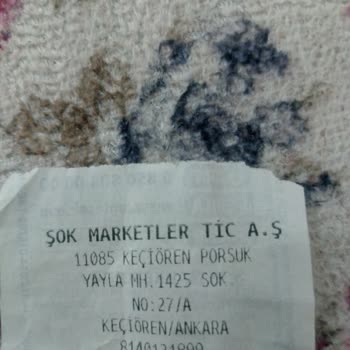 ŞOK MARKETLER TİC A.Ş
11085 KEÇİÖREN PORSUK
YAYLA MH.1425 SOK.
NO:27/A
KEÇİÖREN/ANKARA